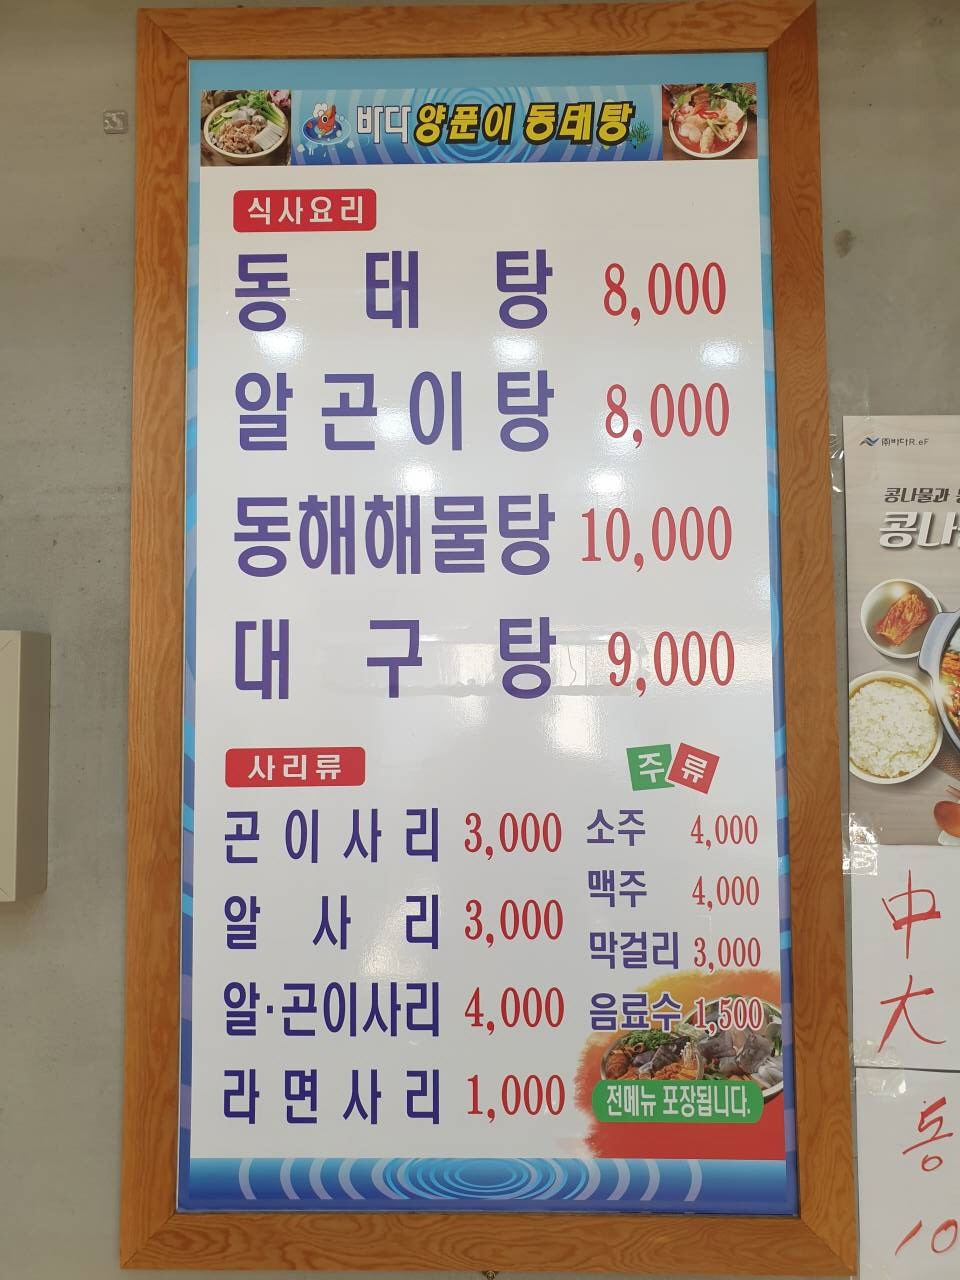 바다양푼이 동태탕
식사요리
동태탕 8,000
알곤이탕 8,000
동해해물탕 10,000
대구탕 9,000
사리류
곤이사리 3,000
알사리 3,000
알·곤이사리 4,000
라면사리 1,000
주류
소주 4,000
맥주 4,000
막걸리 3,000
음료수 1,500
전메뉴 포장됩니다.
㈜바다R.eF
콩나물과
콩나
中
大
동
10